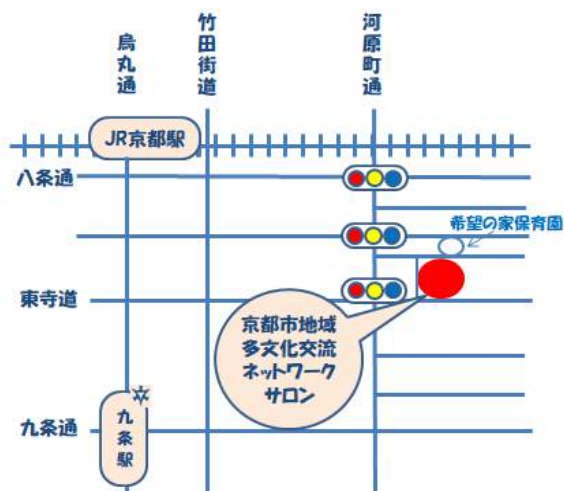 烏丸通
竹田街道
河原町通
JR京都駅
八条通
希望の家保育園
東寺道
京都市地域
多文化交流
ネットワーク
サロン
九条通
九条駅